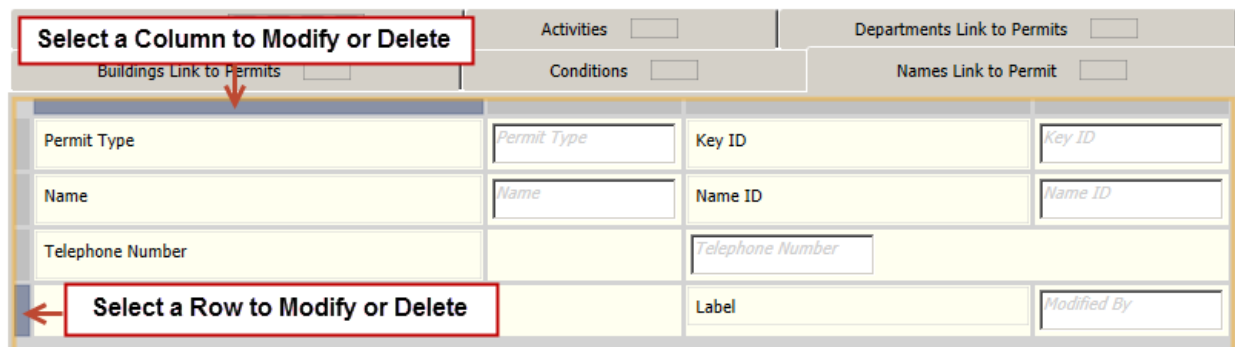 Select a Column to Modify or Delete
Activities
Departments Link to Permits
Buildings Link to Permits
Conditions
Names Link to Permit
Permit Type
Permit Type
Key ID
Key ID
Name
Name
Name ID
Name ID
Telephone Number
Telephone Number
Select a Row to Modify or Delete
Label
Modified By